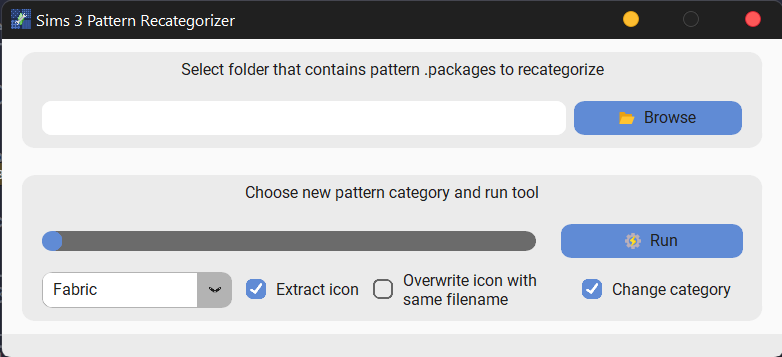 Sims 3 Pattern Recategorizer
Select folder that contains pattern .packages to recategorize
Browse
Choose new pattern category and run tool
Run
Fabric
Extract icon
Overwrite icon with
same filename
Change category